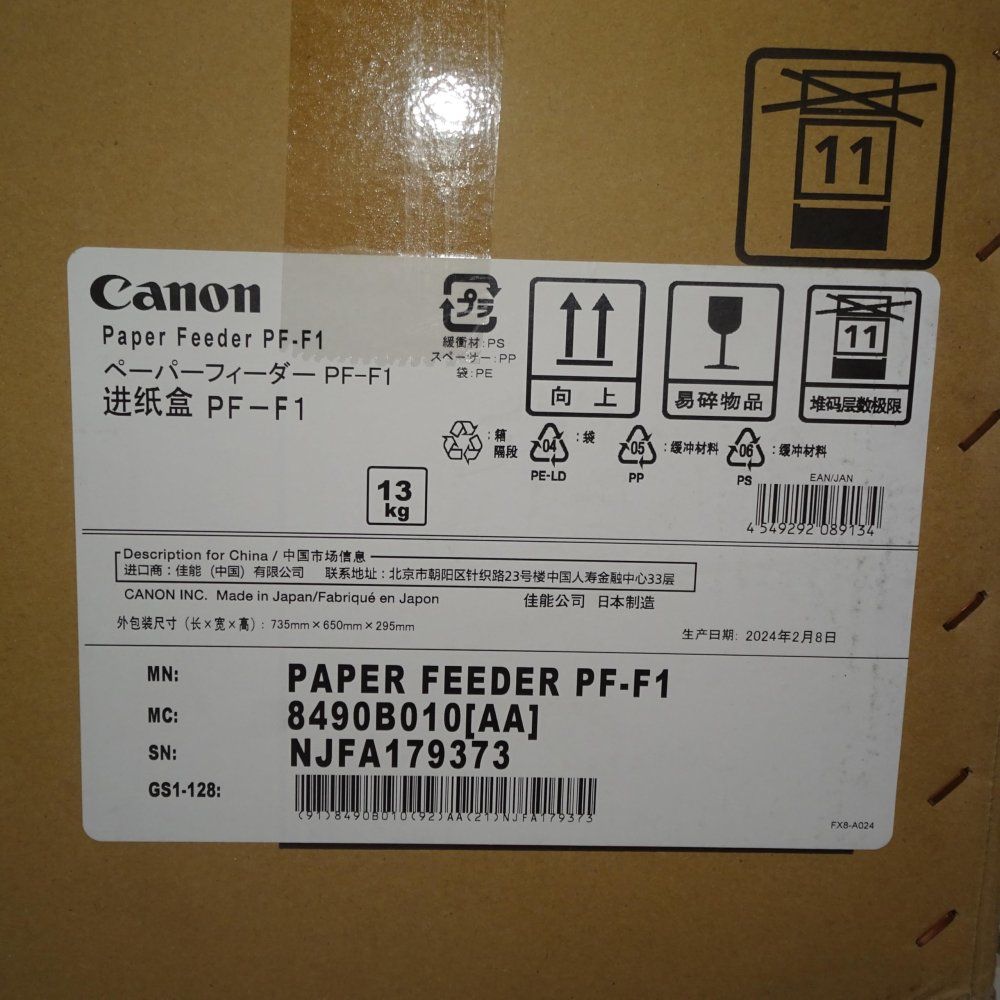 11
Canon
Paper Feeder PF-F1
ペーパーフィーダー PF-F1
进纸盒 PF-F1
プラ
緩衝材:PS
スペーサー:PP
袋:PE
向 上
易碎物品
11
堆码层数极限
:箱
隔段
04
:袋
PE-LD
05
:缓冲材料
PP
06
:缓冲材料
PS
13
kg
EAN/JAN
4 549292 089134
Description for China / 中国市场信息
进口商:佳能(中国)有限公司 联系地址:北京市朝阳区针织路23号楼中国人寿金融中心33层
CANON INC. Made in Japan/Fabriqué en Japon 佳能公司 日本制造
外包装尺寸(长×宽×高):735mm×650mm×295mm
生产日期: 2024年2月8日
MN: PAPER FEEDER PF-F1
MC: 8490B010[AA]
SN: NJFA179373
GS1-128:
(91)8490B010(92)AA(21)NJFA179373
FX8-A024